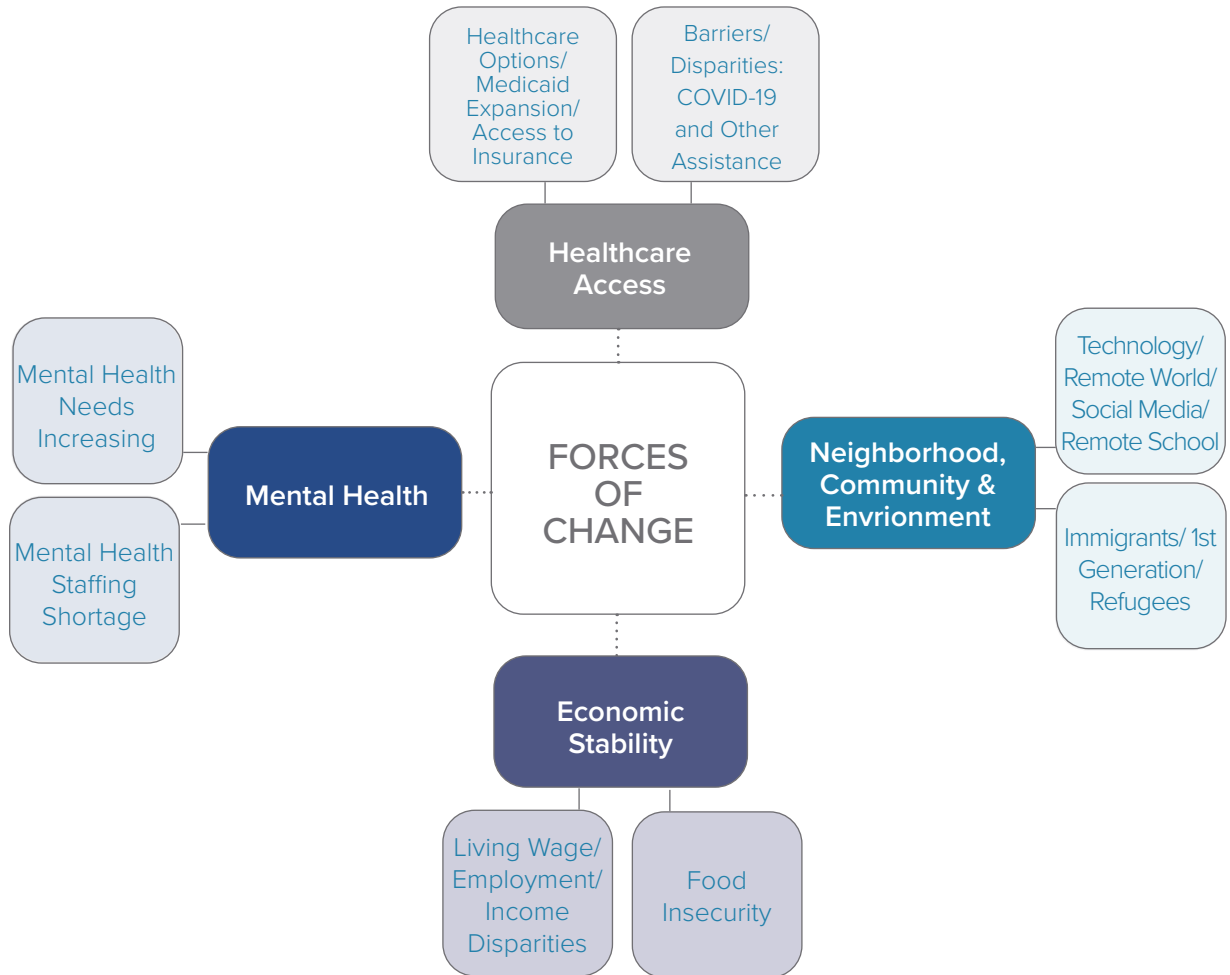 Healthcare
Options/
Medicaid
Expansion/
Access to
Insurance
Barriers/
Disparities:
COVID-19
and Other
Assistance
Healthcare
Access
Mental Health
Needs
Increasing
Mental Health
Staffing
Shortage
Mental Health
FORCES
OF
CHANGE
Neighborhood,
Community &
Envrionment
Technology/
Remote World/
Social Media/
Remote School
Immigrants/ 1st
Generation/
Refugees
Economic
Stability
Living Wage/
Employment/
Income
Disparities
Food
Insecurity